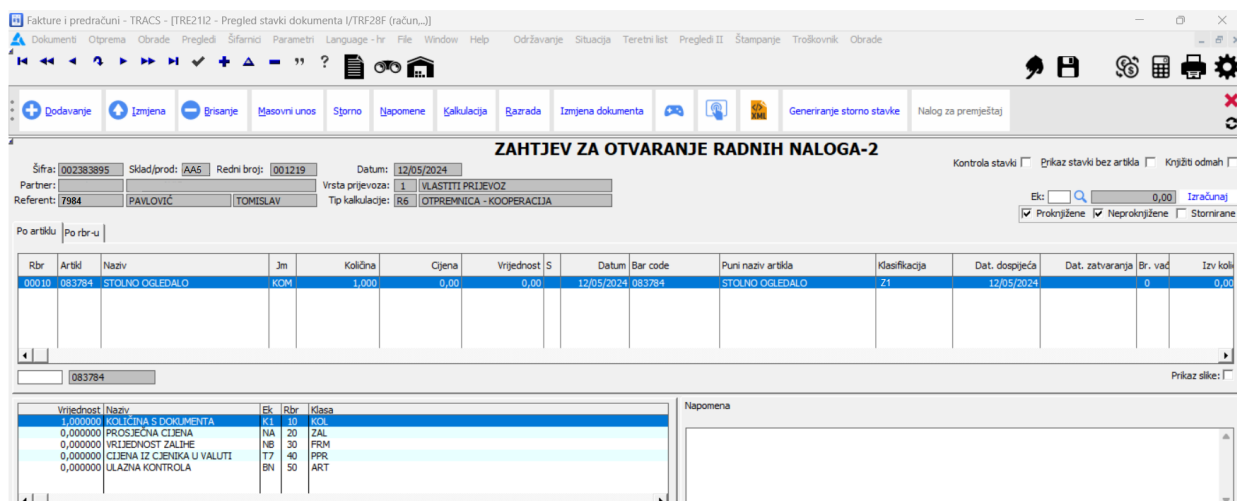 Fakture i predračuni - TRACS - [TRE21I2 - Pregled stavki dokumenta I/TRF28F (račun,..)]
Dokumenti Otprema Obrade Pregledi Šifarnici Parametri Language - hr File Window Help Održavanje Situacija Teretni list Pregledi II Štampanje Troškovnik Obrade
Dodavanje Izmjena Brisanje Masovni unos Storno Napomene Kalkulacija Razrada Izmjena dokumenta XML Generiranje storno stavke Nalog za premještaj
ZAHTJEV ZA OTVARANJE RADNIH NALOGA-2
Kontrola stavki Prikaz stavki bez artikla Knjižiti odmah
Šifra: 002383895 Sklad/prod: AA5 Redni broj: 001219 Datum: 12/05/2024
Partner: Vrsta prijevoza: 1 VLASTITI PRIJEVOZ
Referent: 7984 PAVLOVIĆ TOMISLAV Tip kalkulacije: R6 OTPREMNICA - KOOPERACIJA
Ek: 0,00 Izračunaj
Proknjižene Neproknjižene Stornirane
Po artiklu Po rbr-u
Rbr Artikl Naziv Jm Količina Cijena Vrijednost S Datum Bar code Puni naziv artikla Klasifikacija Dat. dospijeća Dat. zatvaranja Br. vađ Izv koli
00010 083784 STOLNO OGLEDALO KOM 1,000 0,00 0,00 12/05/2024 083784 STOLNO OGLEDALO Z1 12/05/2024 0 0,00
083784
Prikaz slike:
Vrijednost Naziv Ek Rbr Klasa
1,000000 KOLIČINA S DOKUMENTA K1 10 KOL
0,000000 PROSJEČNA CIJENA NA 20 ZAL
0,000000 VRIJEDNOST ZALIHE NB 30 FRM
0,000000 CIJENA IZ CJENIKA U VALUTI T7 40 PPR
0,000000 ULAZNA KONTROLA BN 50 ART
Napomena